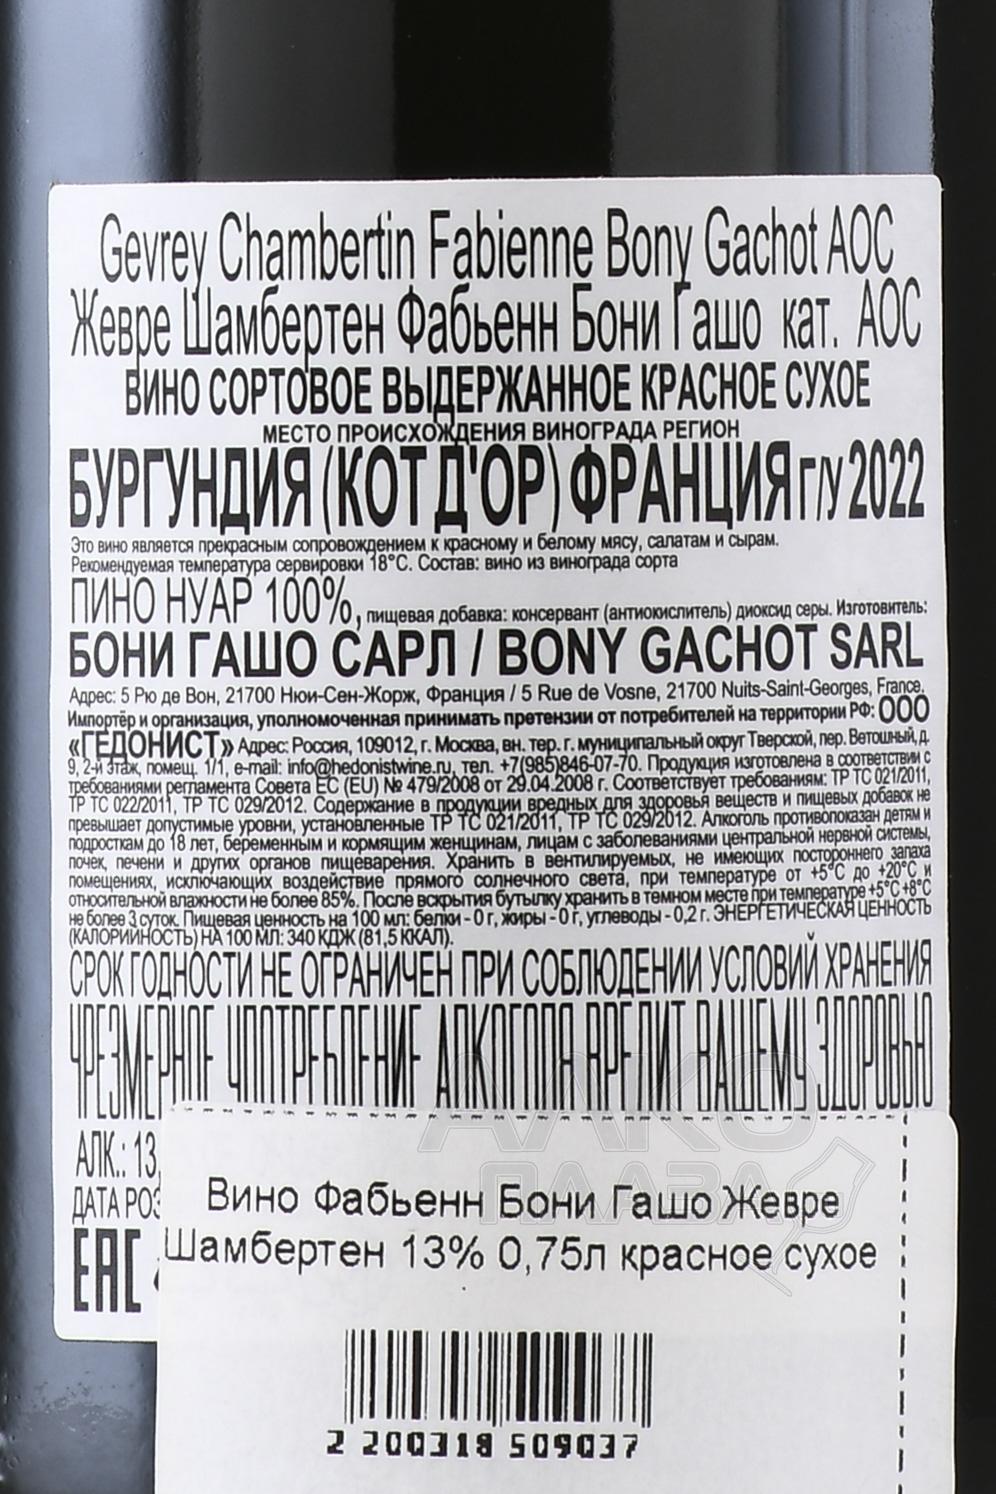 Gevrey Chambertin Fabienne Bony Gachot AOC
Жевре Шамбертен Фабьенн Бони Гашо кат. АОС
ВИНО СОРТОВОЕ ВЫДЕРЖАННОЕ КРАСНОЕ СУХОЕ
МЕСТО ПРОИСХОЖДЕНИЯ ВИНОГРАДА РЕГИОН
БУРГУНДИЯ (КОТ Д'ОР) ФРАНЦИЯ Г/У 2022
Это вино является прекрасным сопровождением к красному и белому мясу, салатам и сырам.
Рекомендуемая температура сервировки 18°С. Состав: вино из винограда сорта
ПИНО НУАР 100%, пищевая добавка: консервант (антиокислитель) диоксид серы. Изготовитель:
БОНИ ГАШО САРЛ / BONY GACHOT SARL
Адрес: 5 Рю де Вон, 21700 Нюи-Сен-Жорж, Франция / 5 Rue de Vosne, 21700 Nuits-Saint-Georges, France.
Импортёр и организация, уполномоченная принимать претензии от потребителей на территории РФ: ООО
«ГЕДОНИСТ» Адрес: Россия, 109012, г. Москва, вн. тер. г. муниципальный округ Тверской, пер. Ветошный, д.
9, 2-й этаж, помещ. 1/1, e-mail: info@hedonistwine.ru, тел. +7(985)846-07-70. Продукция изготовлена в соответствии с
требованиями регламента Совета ЕС (EU) № 479/2008 от 29.04.2008 г. Соответствует требованиям: ТР ТС 021/2011,
ТР ТС 022/2011, ТР ТС 029/2012. Содержание в продукции вредных для здоровья веществ и пищевых добавок не
превышает допустимые уровни, установленные ТР ТС 021/2011, ТР ТС 029/2012. Алкоголь противопоказан детям и
подросткам до 18 лет, беременным и кормящим женщинам, лицам с заболеваниями центральной нервной системы,
почек, печени и других органов пищеварения. Хранить в вентилируемых, не имеющих постороннего запаха
помещениях, исключающих воздействие прямого солнечного света, при температуре от +5°С до +20°С и
относительной влажности не более 85%. После вскрытия бутылку хранить в темном месте при температуре +5°С +8°С
не более 3 суток. Пищевая ценность на 100 мл: белки - 0 г, жиры - 0 г, углеводы - 0,2 г. ЭНЕРГЕТИЧЕСКАЯ ЦЕННОСТЬ
(КАЛОРИЙНОСТЬ) НА 100 МЛ: 340 КДЖ (81,5 ККАЛ).
СРОК ГОДНОСТИ НЕ ОГРАНИЧЕН ПРИ СОБЛЮДЕНИИ УСЛОВИЙ ХРАНЕНИЯ
ЧРЕЗМЕРНОЕ УПОТРЕБЛЕНИЕ АЛКОГОЛЯ ВРЕДИТ ВАШЕМУ ЗДОРОВЬЮ
АЛК.: 13,
ДАТА РОЗ
ЕАС
Вино Фабьенн Бони Гашо Жевре
Шамбертен 13% 0,75л красное сухое
2 200318 509037
АЛКО
ПЛАЗА